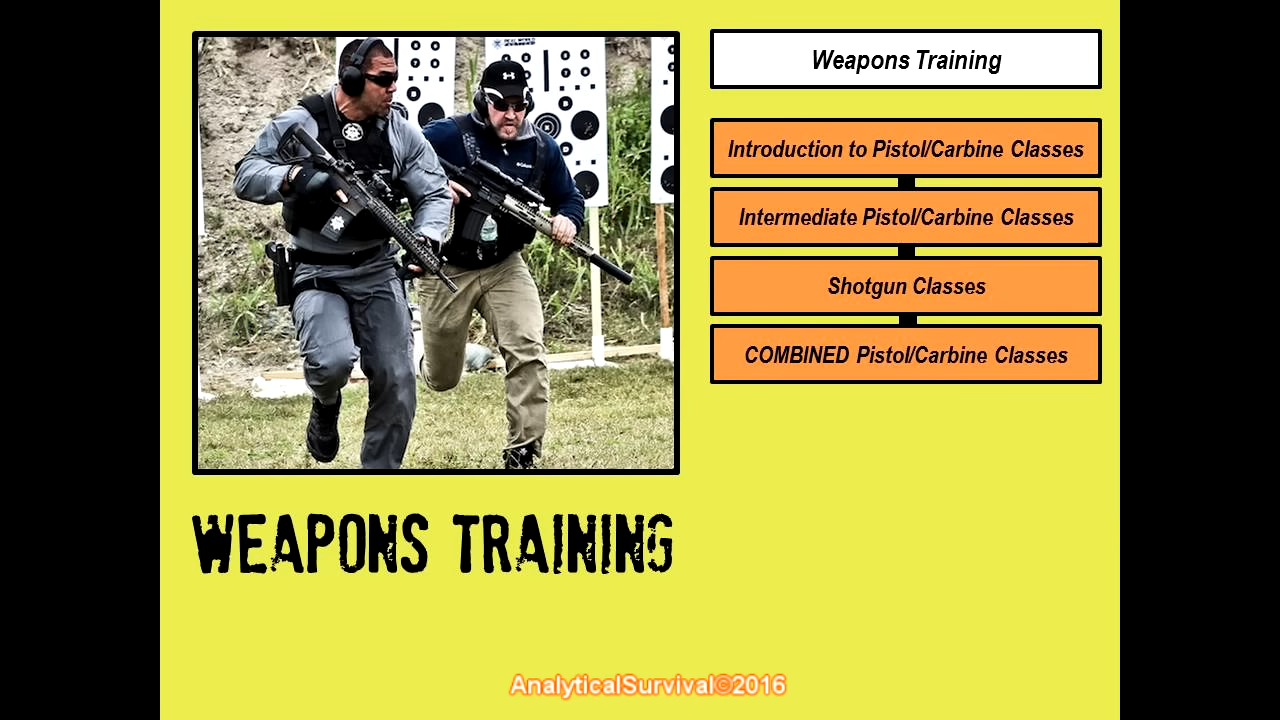 Weapons Training
Introduction to Pistol/Carbine Classes
Intermediate Pistol/Carbine Classes
Shotgun Classes
COMBINED Pistol/Carbine Classes
WEAPONS TRAINING
AnalyticalSurvival©2016